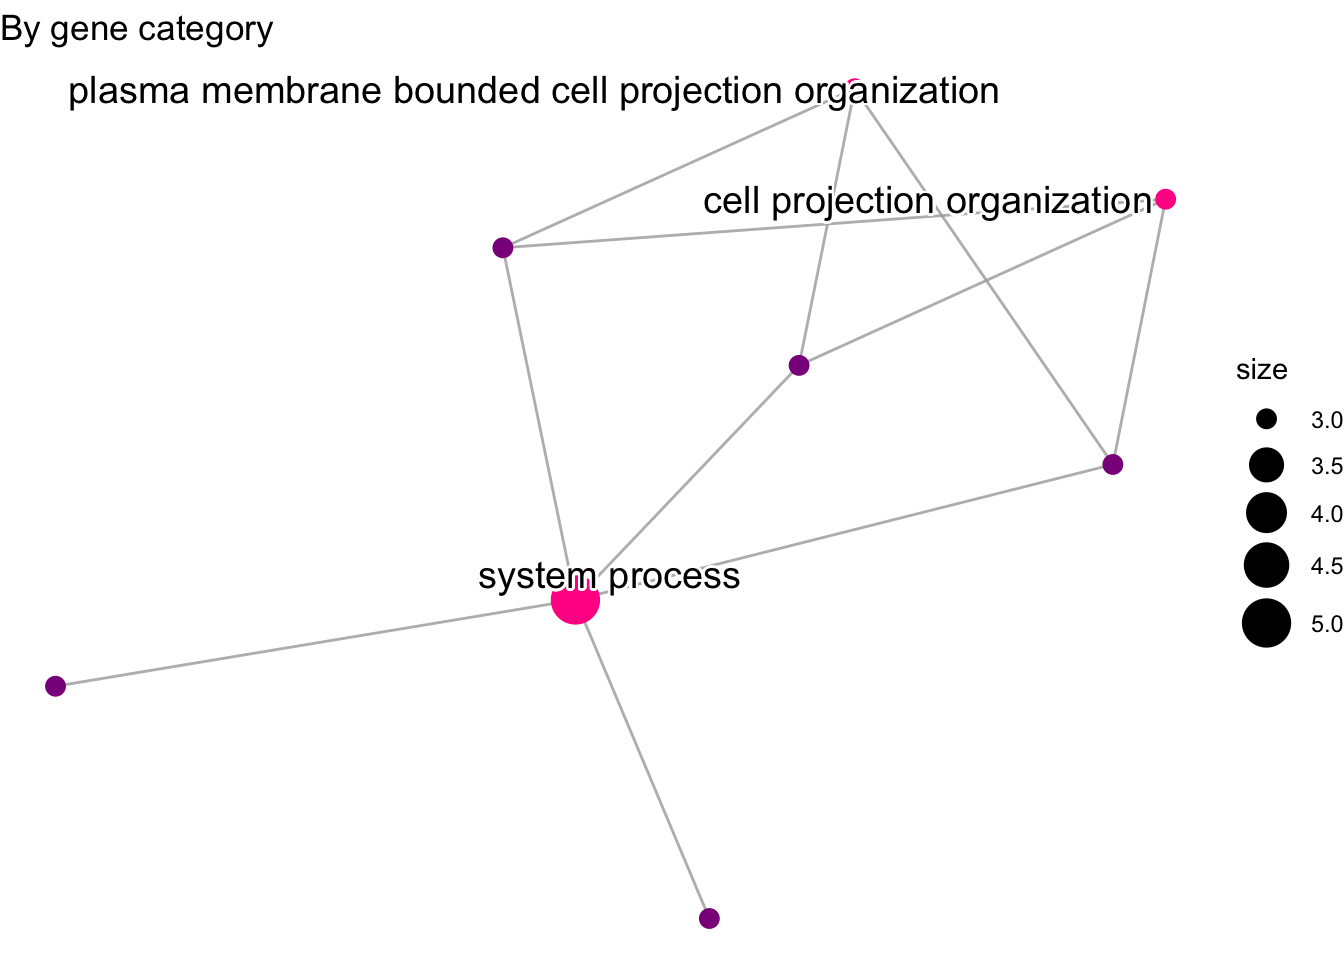 By gene category
plasma membrane bounded cell projection organization
cell projection organization
system process
size
3.0
3.5
4.0
4.5
5.0